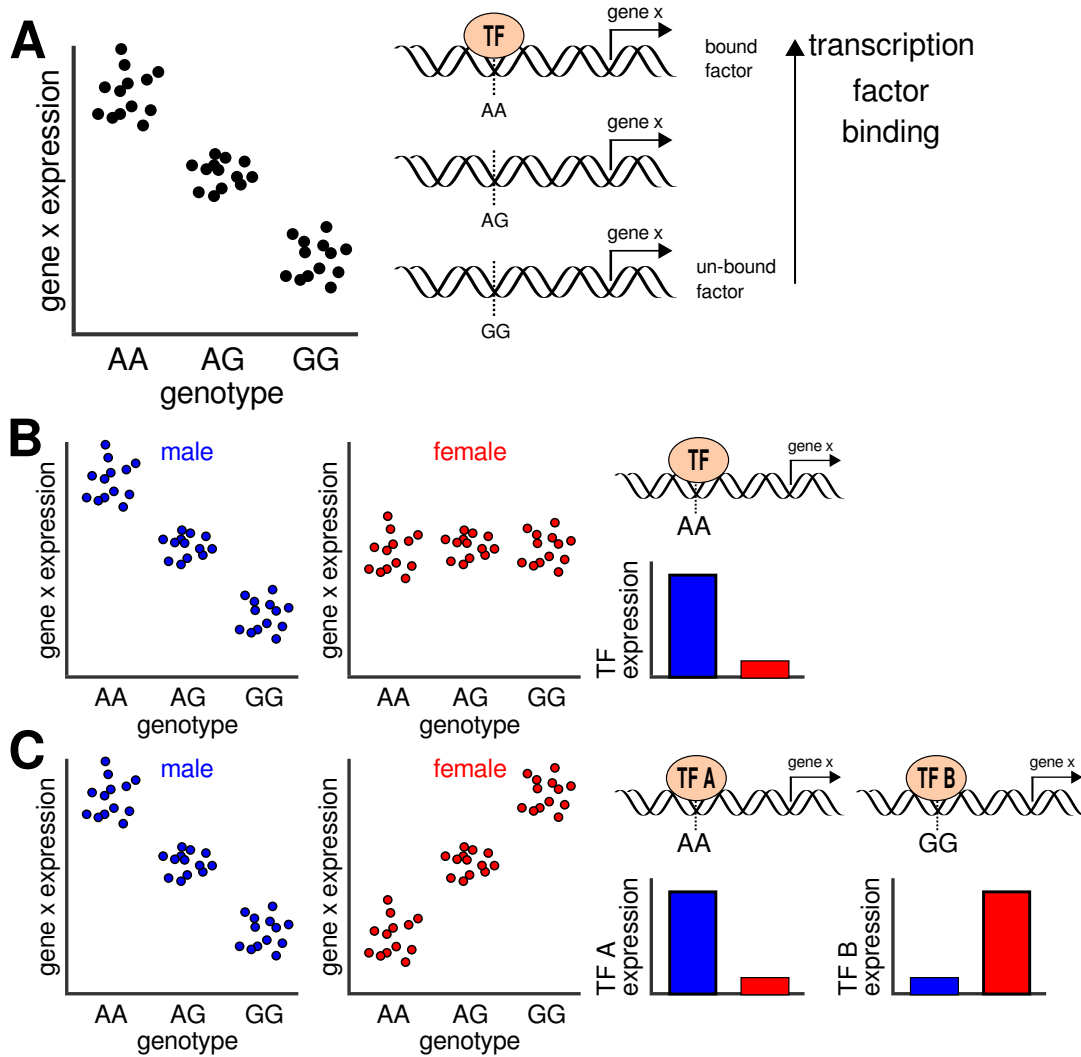 A
gene x expression
AA AG GG
genotype
TF
gene x
bound
factor
AA
gene x
AG
gene x
un-bound
factor
GG
transcription
factor
binding
B
male
gene x expression
AA AG GG
genotype
female
gene x expression
AA AG GG
genotype
TF
gene x
AA
TF
expression
C
male
gene x expression
AA AG GG
genotype
female
gene x expression
AA AG GG
genotype
TF A
gene x
AA
TF A
expression
TF B
gene x
GG
TF B
expression